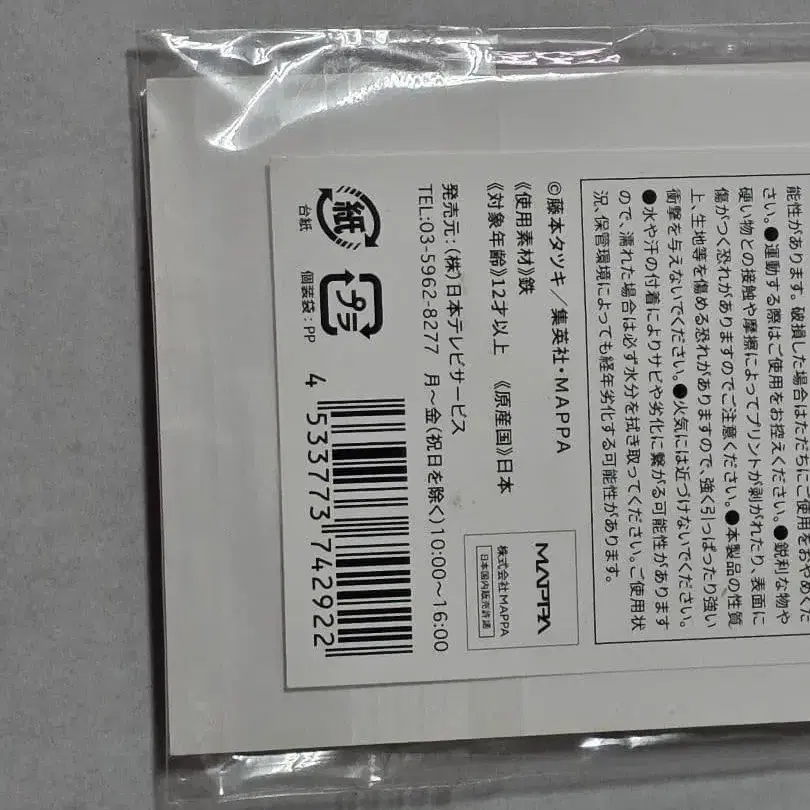 能性があります。破損した場合はただちにご使用をおやめくだ
さい。●運動する際はご使用をお控えください。●鋭利な物や
硬い物との接触や摩擦によってプリントが剥がれたり、表面に
傷がつく恐れがありますのでご注意ください。●本製品の性質
上、生地等を傷める恐れがありますので、強く引っぱったり強い
衝撃を与えないでください。●火気には近づけないでください。
●水や汗の付着によりサビや劣化に繋がる可能性があります
ので、濡れた場合は必ず水分を拭き取ってください。ご使用状
況、保管環境によっても経年劣化する可能性があります。
©藤本タツキ／集英社・MAPPA
《使用素材》鉄
《対象年齢》12才以上 《原産国》日本
発売元：(株)日本テレビサービス
TEL:03-5962-8277 月～金(祝日を除く)10:00～16:00
MAPPA
株式会社MAPPA
日本国内販売許諾
紙
台紙
プラ
個装袋：PP
4 533773 742922